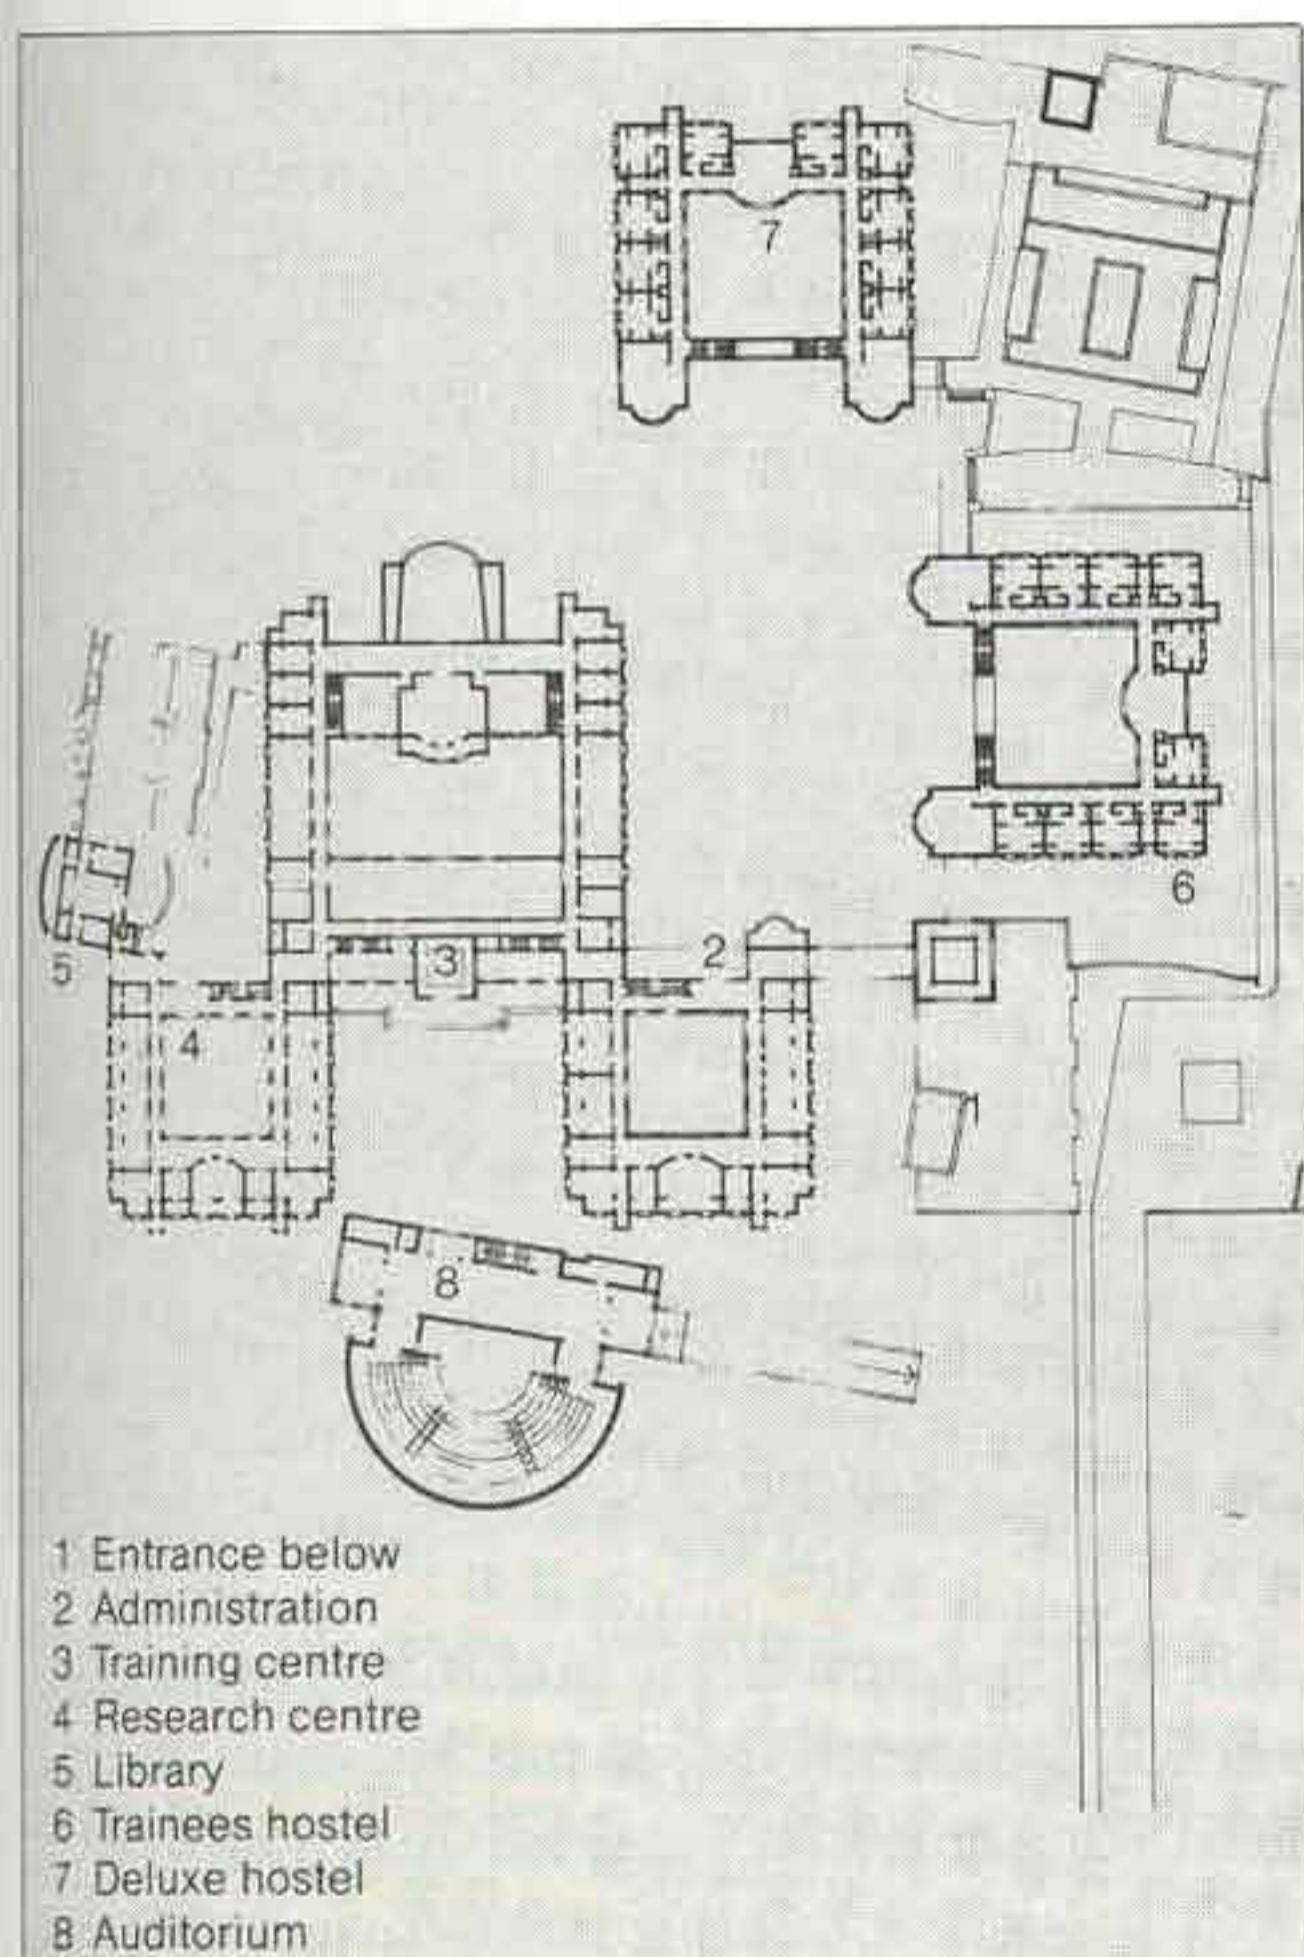 7
6
2
3
5
4
8
1 Entrance below
2 Administration
3 Training centre
4 Research centre
5 Library
6 Trainees hostel
7 Deluxe hostel
8 Auditorium